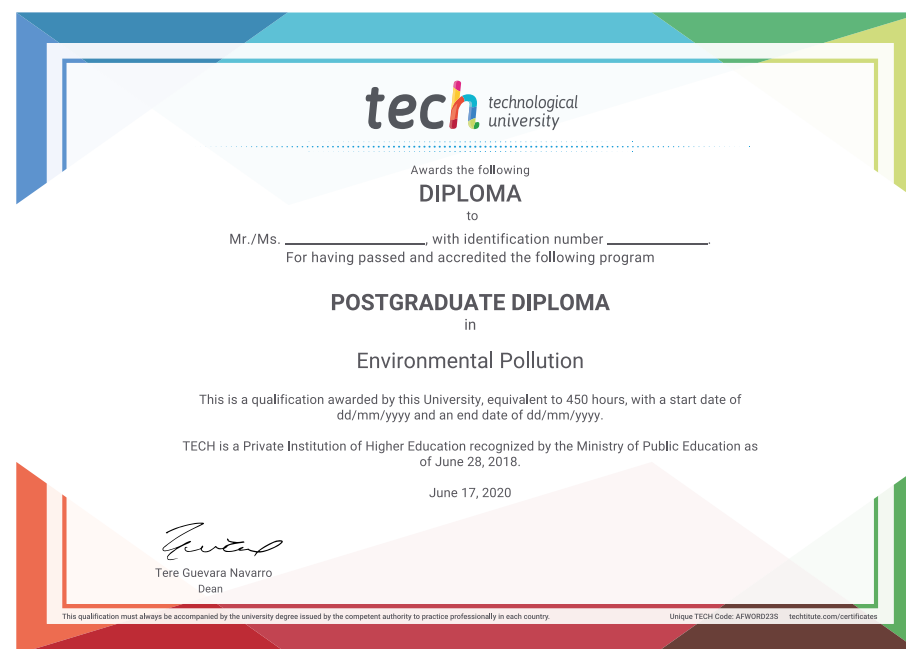 tech technological
university
Awards the following
DIPLOMA
to
Mr./Ms. ____________, with identification number ____________.
For having passed and accredited the following program
POSTGRADUATE DIPLOMA
in
Environmental Pollution
This is a qualification awarded by this University, equivalent to 450 hours, with a start date of
dd/mm/yyyy and an end date of dd/mm/yyyy.
TECH is a Private Institution of Higher Education recognized by the Ministry of Public Education as
of June 28, 2018.
June 17, 2020
Tere Guevara Navarro
Dean
This qualification must always be accompanied by the university degree issued by the competent authority to practice professionally in each country.
Unique TECH Code: AFWORD23S techtitute.com/certificates